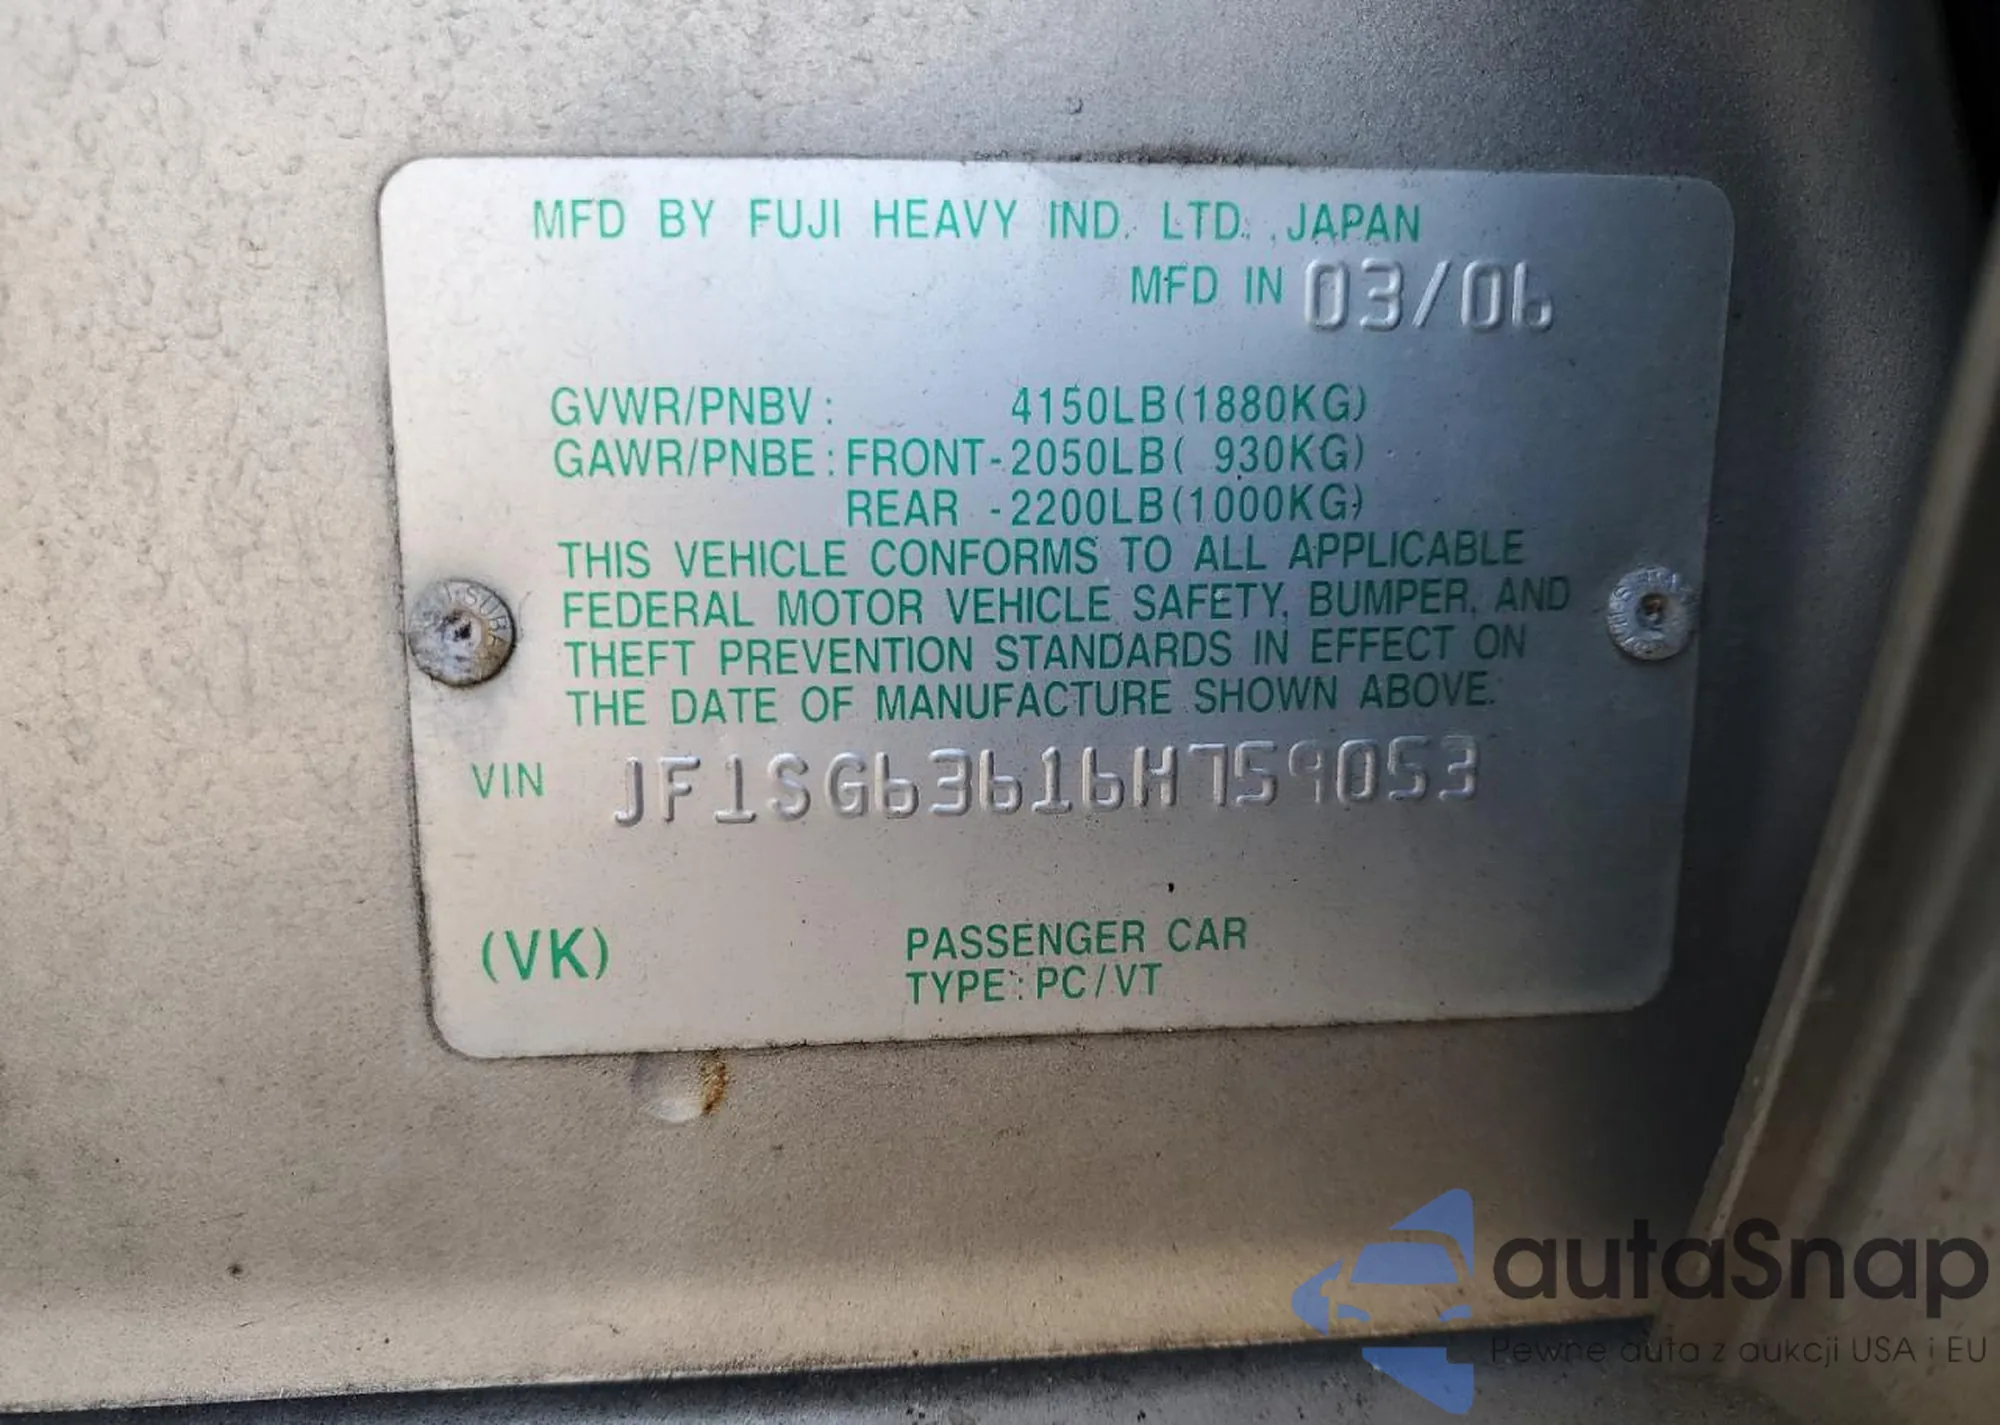 MFD BY FUJI HEAVY IND. LTD., JAPAN
MFD IN 03/06
GVWR/PNBV: 4150LB(1880KG)
GAWR/PNBE:FRONT-2050LB( 930KG)
REAR -2200LB(1000KG)
THIS VEHICLE CONFORMS TO ALL APPLICABLE
FEDERAL MOTOR VEHICLE SAFETY, BUMPER, AND
THEFT PREVENTION STANDARDS IN EFFECT ON
THE DATE OF MANUFACTURE SHOWN ABOVE.
VIN JF1SG63616H759053
(VK) PASSENGER CAR
TYPE:PC/VT
autaSnap
Pewne auta z aukcji USA i EU